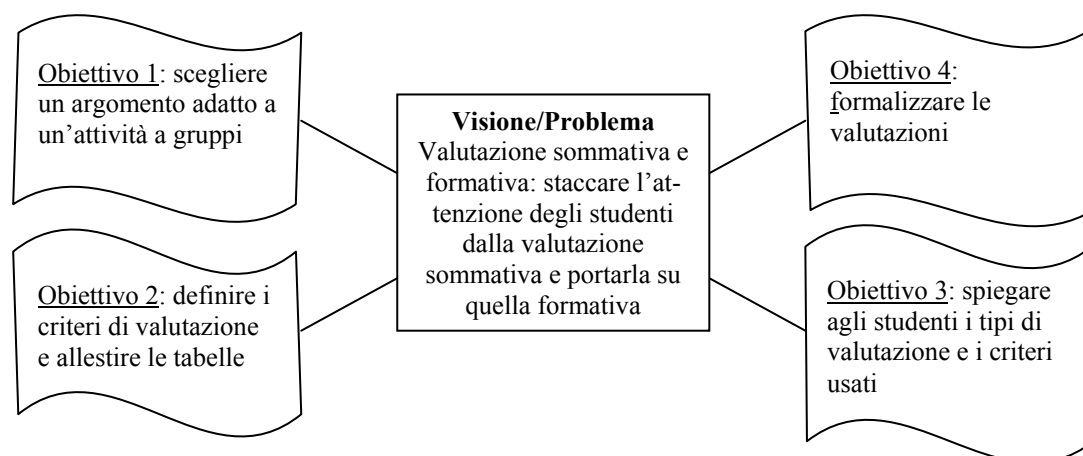 Obiettivo 1: scegliere
un argomento adatto a
un’attività a gruppi
Obiettivo 2: definire i
criteri di valutazione
e allestire le tabelle
Visione/Problema
Valutazione sommativa e
formativa: staccare l’at-
tenzione degli studenti
dalla valutazione
sommativa e portarla su
quella formativa
Obiettivo 4:
formalizzare le
valutazioni
Obiettivo 3: spiegare
agli studenti i tipi di
valutazione e i criteri
usati